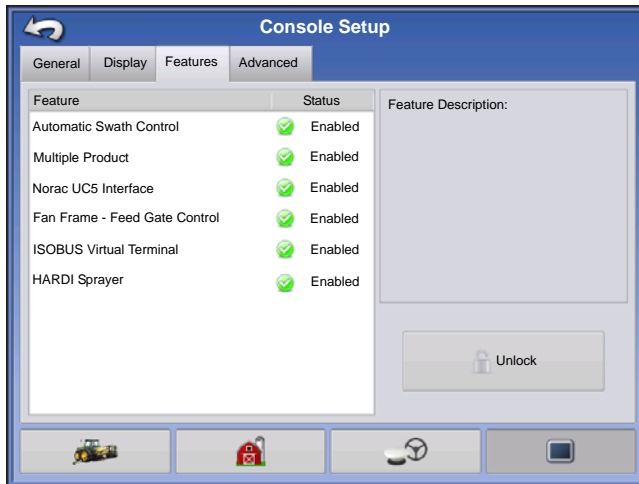 Console Setup
General Display Features Advanced
Feature Status
Feature Description:
Automatic Swath Control Enabled
Multiple Product Enabled
Norac UC5 Interface Enabled
Fan Frame - Feed Gate Control Enabled
ISOBUS Virtual Terminal Enabled
HARDI Sprayer Enabled
Unlock